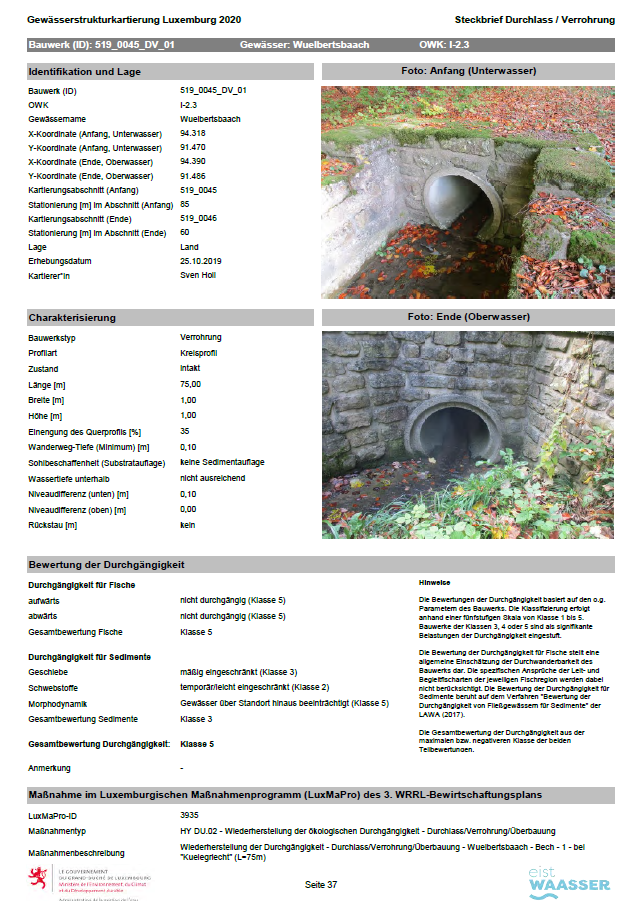 Gewässerstrukturkartierung Luxemburg 2020 Steckbrief Durchlass / Verrohrung
Bauwerk (ID): 519_0045_DV_01 Gewässer: Wuelbertsbaach OWK: I-2.3
Identifikation und Lage
Bauwerk (ID) 519_0045_DV_01
OWK I-2.3
Gewässername Wuelbertsbaach
X-Koordinate (Anfang, Unterwasser) 94.318
Y-Koordinate (Anfang, Unterwasser) 91.470
X-Koordinate (Ende, Oberwasser) 94.390
Y-Koordinate (Ende, Oberwasser) 91.486
Kartierungsabschnitt (Anfang) 519_0045
Stationierung [m] im Abschnitt (Anfang) 85
Kartierungsabschnitt (Ende) 519_0046
Stationierung [m] im Abschnitt (Ende) 60
Lage Land
Erhebungsdatum 25.10.2019
Kartierer*in Sven Holl
Foto: Anfang (Unterwasser)
Charakterisierung
Bauwerkstyp Verrohrung
Profilart Kreisprofil
Zustand intakt
Länge [m] 75,00
Breite [m] 1,00
Höhe [m] 1,00
Einengung des Querprofils [%] 35
Wanderweg-Tiefe (Minimum) [m] 0,10
Sohlbeschaffenheit (Substratauflage) keine Sedimentauflage
Wassertiefe unterhalb nicht ausreichend
Niveaudifferenz (unten) [m] 0,10
Niveaudifferenz (oben) [m] 0,00
Rückstau [m] kein
Foto: Ende (Oberwasser)
Bewertung der Durchgängigkeit
Durchgängigkeit für Fische
aufwärts nicht durchgängig (Klasse 5)
abwärts nicht durchgängig (Klasse 5)
Gesamtbewertung Fische Klasse 5
Durchgängigkeit für Sedimente
Geschiebe mäßig eingeschränkt (Klasse 3)
Schwebstoffe temporär/leicht eingeschränkt (Klasse 2)
Morphodynamik Gewässer über Standort hinaus beeinträchtigt (Klasse 5)
Gesamtbewertung Sedimente Klasse 3
Gesamtbewertung Durchgängigkeit: Klasse 5
Anmerkung -
Hinweise
Die Bewertungen der Durchgängigkeit basiert auf den o.g.
Parametern des Bauwerks. Die Klassifizierung erfolgt
anhand einer fünfstufigen Skala von Klasse 1 bis 5.
Bauwerke der Klassen 3, 4 oder 5 sind als signifikante
Belastungen der Durchgängigkeit eingestuft.
Die Bewertung der Durchgängigkeit für Fische stellt eine
allgemeine Einschätzung der Durchwanderbarkeit des
Bauwerks dar. Die spezifischen Ansprüche der Leit- und
Begleitfischarten der jeweiligen Fischregion werden dabei
nicht berücksichtigt. Die Bewertung der Durchgängigkeit für
Sedimente beruht auf dem Verfahren "Bewertung der
Durchgängigkeit von Fließgewässern für Sedimente" der
LAWA (2017).
Die Gesamtbewertung der Durchgängigkeit aus der
maximalen bzw. negativeren Klasse der beiden
Teilbewertungen.
Maßnahme im Luxemburgischen Maßnahmenprogramm (LuxMaPro) des 3. WRRL-Bewirtschaftungsplans
LuxMaPro-ID 3935
Maßnahmentyp HY DU.02 - Wiederherstellung der ökologischen Durchgängigkeit - Durchlass/Verrohrung/Überbauung
Maßnahmenbeschreibung Wiederherstellung der Durchgängigkeit - Durchlass/Verrohrung/Überbauung - Wuelbertsbaach - Bech - 1 - bei
"Kuelegriecht" (L=75m)
LE GOUVERNEMENT
DU GRAND-DUCHÉ DE LUXEMBOURG
Ministère de l'Environnement, du Climat
et du Développement durable
Administration de la gestion de l'eau
Seite 37
eist
WAASSER